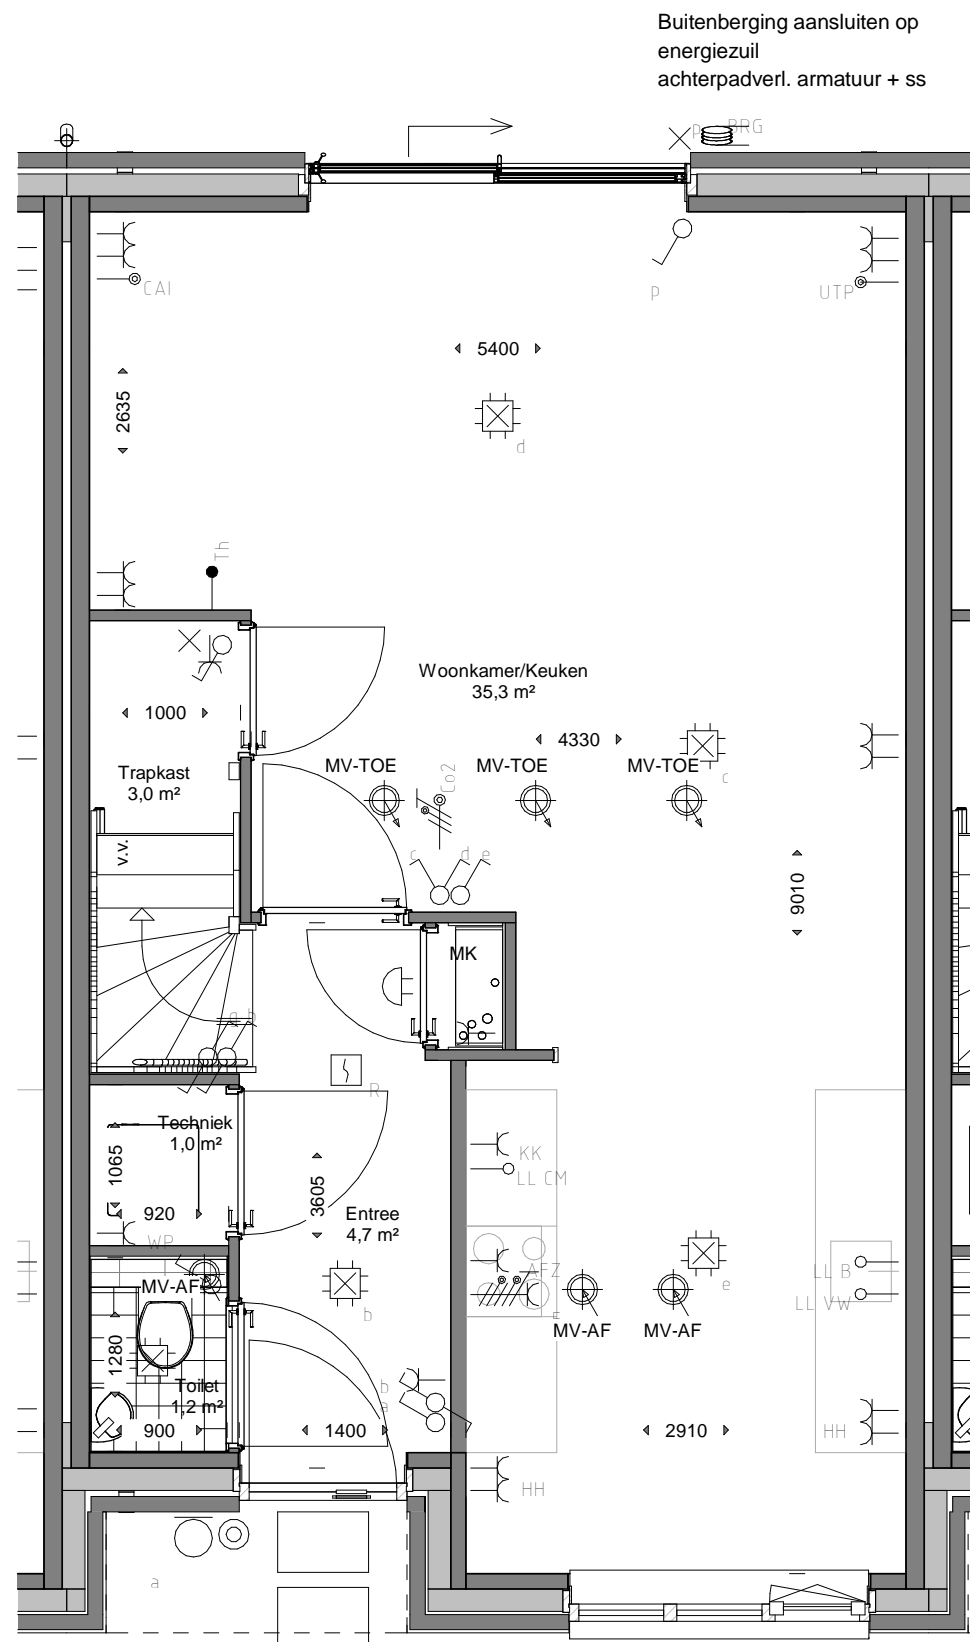 Buitenberging aansluiten op
energiezuil
achterpadverl. armatuur + ss
p
BRG
CAI
p
UTP
5400
2635
d
Th
Woonkamer/Keuken
35,3 m²
1000
4330
Trapkast
3,0 m²
MV-TOE
MV-TOE
MV-TOE
Co2
c
v.v.
c
d
e
9010
MK
a
b
R
Techniek
1,0 m²
KK
LL CM
1065
3605
920
Entree
4,7 m²
WP
AFZ
LL B
MV-AF
e
b
LL VW
E
MV-AF
MV-AF
1280
Toilet
1,2 m²
b
a
900
1400
2910
HH
HH
a